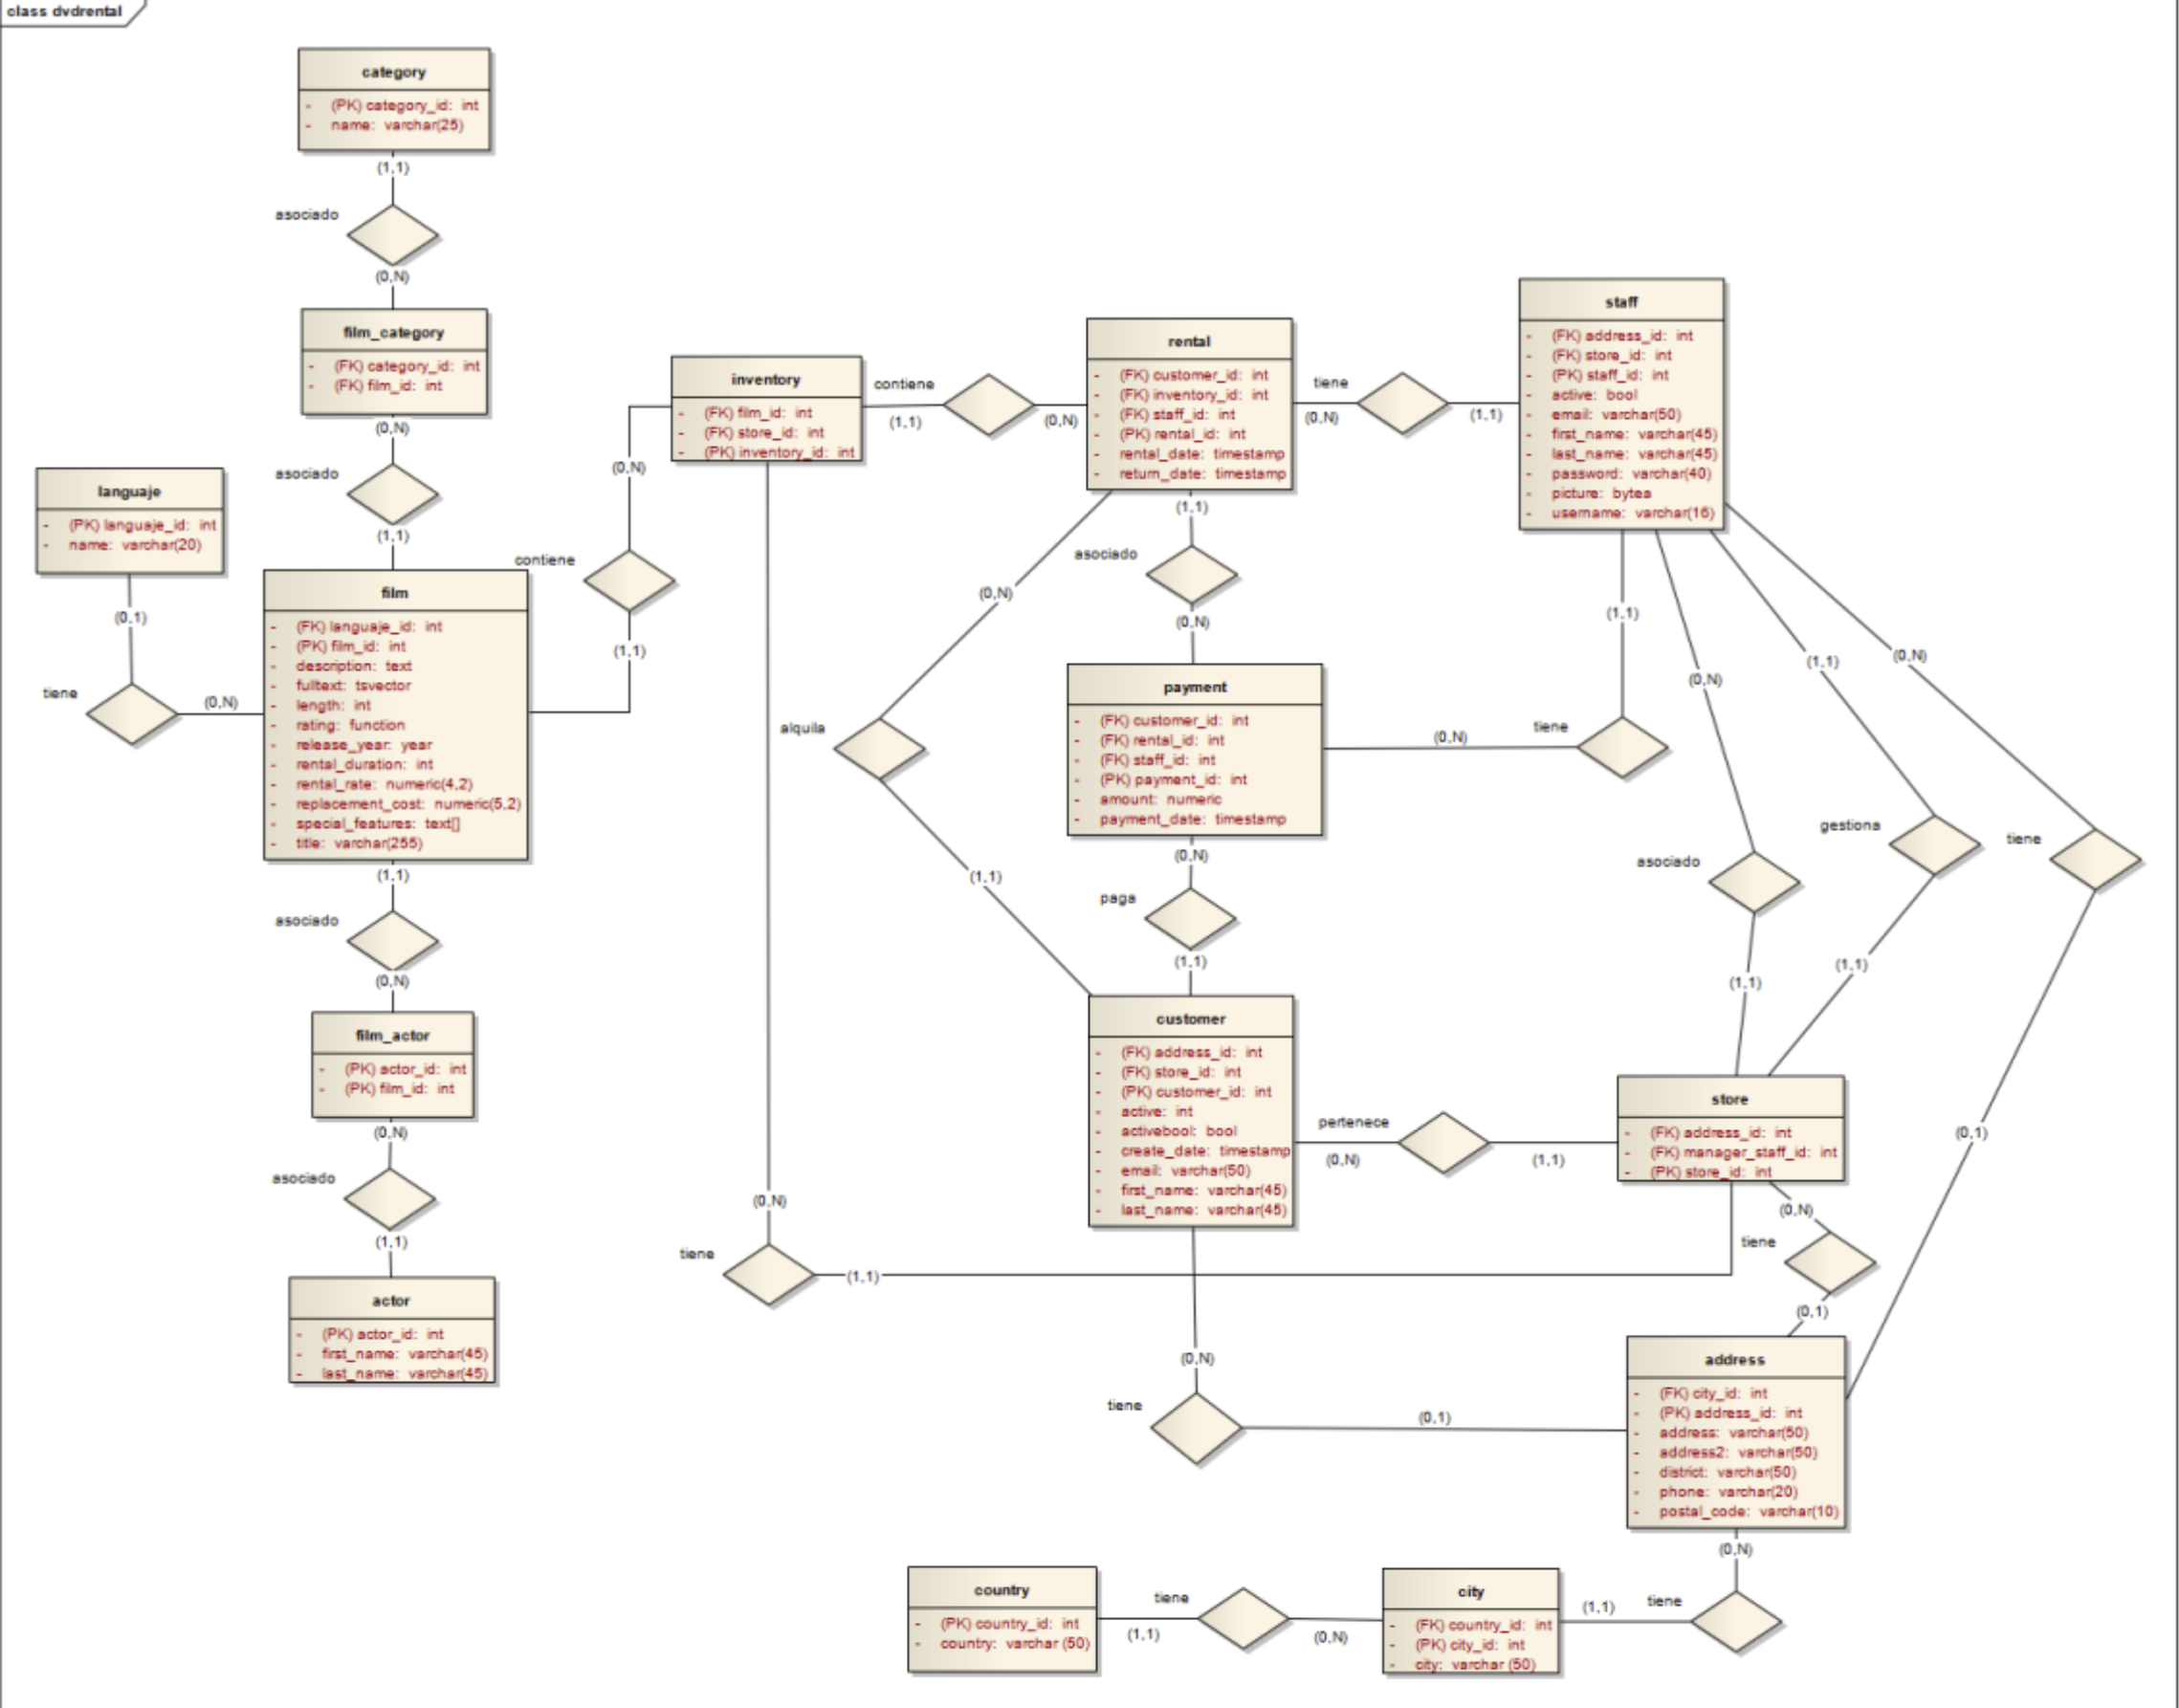 class dvdrental
category
- (PK) category_id: int
- name: varchar(25)
(1,1)
asociado
(0,N)
film_category
- (FK) category_id: int
- (FK) film_id: int
(0,N)
asociado
(1,1)
languaje
- (PK) languaje_id: int
- name: varchar(20)
(0,1)
tiene
(0,N)
film
- (FK) languaje_id: int
- (PK) film_id: int
- description: text
- fulltext: tsvector
- length: int
- rating: function
- release_year: year
- rental_duration: int
- rental_rate: numeric(4,2)
- replacement_cost: numeric(5,2)
- special_features: text[]
- title: varchar(255)
(1,1)
asociado
(0,N)
film_actor
- (PK) actor_id: int
- (PK) film_id: int
(0,N)
asociado
(1,1)
actor
- (PK) actor_id: int
- first_name: varchar(45)
- last_name: varchar(45)
(0,N)
contiene
(1,1)
inventory
- (FK) film_id: int
- (FK) store_id: int
- (PK) inventory_id: int
contiene
(1,1)
(0,N)
rental
- (FK) customer_id: int
- (FK) inventory_id: int
- (FK) staff_id: int
- (PK) rental_id: int
- rental_date: timestamp
- return_date: timestamp
tiene
(0,N)
(1,1)
staff
- (FK) address_id: int
- (FK) store_id: int
- (PK) staff_id: int
- active: bool
- email: varchar(50)
- first_name: varchar(45)
- last_name: varchar(45)
- password: varchar(40)
- picture: bytea
- username: varchar(16)
(1,1)
asociado
(0,N)
(0,N)
alquila
(1,1)
payment
- (FK) customer_id: int
- (FK) rental_id: int
- (FK) staff_id: int
- (PK) payment_id: int
- amount: numeric
- payment_date: timestamp
(0,N)
tiene
(1,1)
(0,N)
asociado
(1,1)
(1,1)
gestiona
(1,1)
(0,N)
tiene
(0,1)
(0,N)
paga
(1,1)
customer
- (FK) address_id: int
- (FK) store_id: int
- (PK) customer_id: int
- active: int
- activebool: bool
- create_date: timestamp
- email: varchar(50)
- first_name: varchar(45)
- last_name: varchar(45)
pertenece
(0,N)
(1,1)
store
- (FK) address_id: int
- (FK) manager_staff_id: int
- (PK) store_id: int
(0,N)
tiene
(1,1)
(0,N)
tiene
(0,1)
(0,N)
tiene
(0,1)
address
- (FK) city_id: int
- (PK) address_id: int
- address: varchar(50)
- address2: varchar(50)
- district: varchar(50)
- phone: varchar(20)
- postal_code: varchar(10)
(0,N)
tiene
(1,1)
country
- (PK) country_id: int
- country: varchar (50)
tiene
(1,1)
(0,N)
city
- (FK) country_id: int
- (PK) city_id: int
- city: varchar (50)